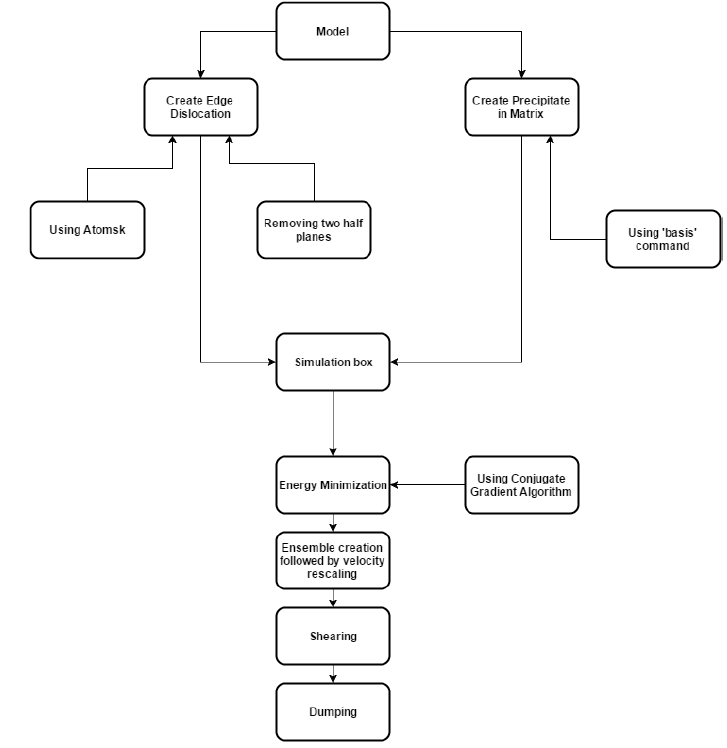 Model
Create Edge
Dislocation
Create Precipitate
in Matrix
Using Atomsk
Removing two half
planes
Using 'basis'
command
Simulation box
Energy Minimization
Using Conjugate
Gradient Algorithm
Ensemble creation
followed by velocity
rescaling
Shearing
Dumping